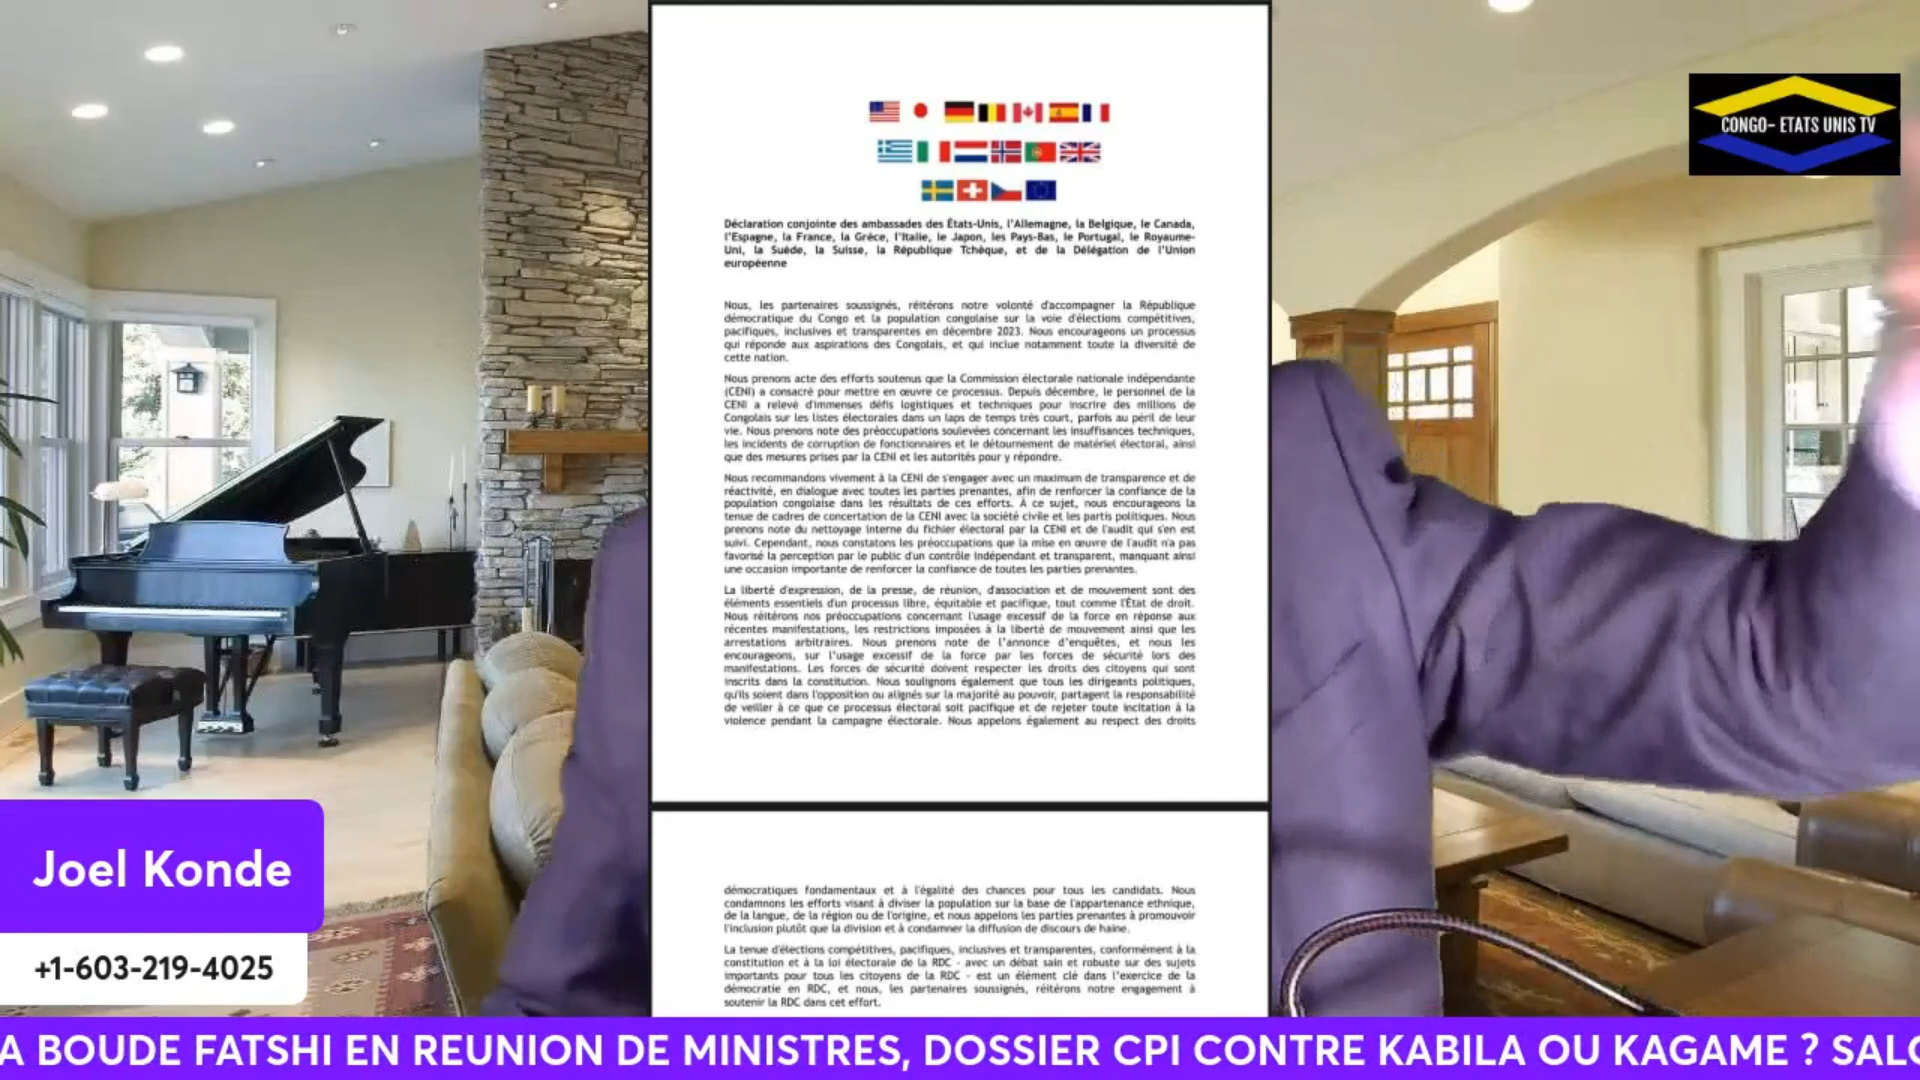 CONGO- ETATS UNIS TV
Déclaration conjointe des ambassades des États-Unis, l'Allemagne, la Belgique, le Canada,
l'Espagne, la France, la Grèce, l'Italie, le Japon, les Pays-Bas, le Portugal, le Royaume-
Uni, la Suède, la Suisse, la République Tchèque, et de la Délégation de l'Union
européenne
Nous, les partenaires soussignés, réitérons notre volonté d'accompagner la République
démocratique du Congo et la population congolaise sur la voie d'élections compétitives,
pacifiques, inclusives et transparentes en décembre 2023. Nous encourageons un processus
qui réponde aux aspirations des Congolais, et qui inclue notamment toute la diversité de
cette nation.
Nous prenons acte des efforts soutenus que la Commission électorale nationale indépendante
(CENI) a consacré pour mettre en œuvre ce processus. Depuis décembre, le personnel de la
CENI a relevé d'immenses défis logistiques et techniques pour inscrire des millions de
Congolais sur les listes électorales dans un laps de temps très court, parfois au péril de leur
vie. Nous prenons note des préoccupations soulevées concernant les insuffisances techniques,
les incidents de corruption de fonctionnaires et le détournement de matériel électoral, ainsi
que des mesures prises par la CENI et les autorités pour y répondre.
Nous recommandons vivement à la CENI de s'engager avec un maximum de transparence et de
réactivité, en dialogue avec toutes les parties prenantes, afin de renforcer la confiance de la
population congolaise dans les résultats de ces efforts. À ce sujet, nous encourageons la
tenue de cadres de concertation de la CENI avec la société civile et les partis politiques. Nous
prenons note du nettoyage interne du fichier électoral par la CENI et de l'audit qui s'en est
suivi. Cependant, nous constatons les préoccupations que la mise en œuvre de l'audit n'a pas
favorisé la perception par le public d'un contrôle indépendant et transparent, manquant ainsi
une occasion importante de renforcer la confiance de toutes les parties prenantes.
La liberté d'expression, de la presse, de réunion, d'association et de mouvement sont des
éléments essentiels d'un processus libre, équitable et pacifique, tout comme l'État de droit.
Nous réitérons nos préoccupations concernant l'usage excessif de la force en réponse aux
récentes manifestations, les restrictions imposées à la liberté de mouvement ainsi que les
arrestations arbitraires. Nous prenons note de l'annonce d'enquêtes, et nous les
encourageons, sur l'usage excessif de la force par les forces de sécurité lors des
manifestations. Les forces de sécurité doivent respecter les droits des citoyens qui sont
inscrits dans la constitution. Nous soulignons également que tous les dirigeants politiques,
qu'ils soient dans l'opposition ou alignés sur la majorité au pouvoir, partagent la responsabilité
de veiller à ce que ce processus électoral soit pacifique et de rejeter toute incitation à la
violence pendant la campagne électorale. Nous appelons également au respect des droits
démocratiques fondamentaux et à l'égalité des chances pour tous les candidats. Nous
condamnons les efforts visant à diviser la population sur la base de l'appartenance ethnique,
de la langue, de la région ou de l'origine, et nous appelons les parties prenantes à promouvoir
l'inclusion plutôt que la division et à condamner la diffusion de discours de haine.
La tenue d'élections compétitives, pacifiques, inclusives et transparentes, conformément à la
constitution et à la loi électorale de la RDC - avec un débat sain et robuste sur des sujets
importants pour tous les citoyens de la RDC - est un élément clé dans l'exercice de la
démocratie en RDC, et nous, les partenaires soussignés, réitérons notre engagement à
soutenir la RDC dans cet effort.
Joel Konde
+1-603-219-4025
A BOUDE FATSHI EN REUNION DE MINISTRES, DOSSIER CPI CONTRE KABILA OU KAGAME ? SALO